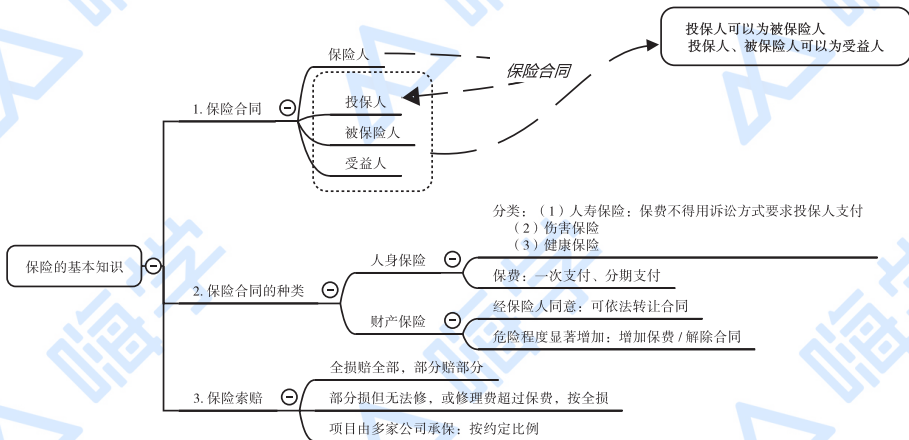 投保人可以为被保险人
投保人、被保险人可以为受益人
保险人
保险合同
1. 保险合同
投保人
被保险人
受益人
分类：（1）人寿保险：保费不得用诉讼方式要求投保人支付
（2）伤害保险
（3）健康保险
保险的基本知识
人身保险
保费：一次支付、分期支付
2. 保险合同的种类
经保险人同意：可依法转让合同
财产保险
危险程度显著增加：增加保费 / 解除合同
全损赔全部，部分赔部分
3. 保险索赔
部分损但无法修，或修理费超过保费，按全损
项目由多家公司承保：按约定比例
嗨学
嗨学
嗨学